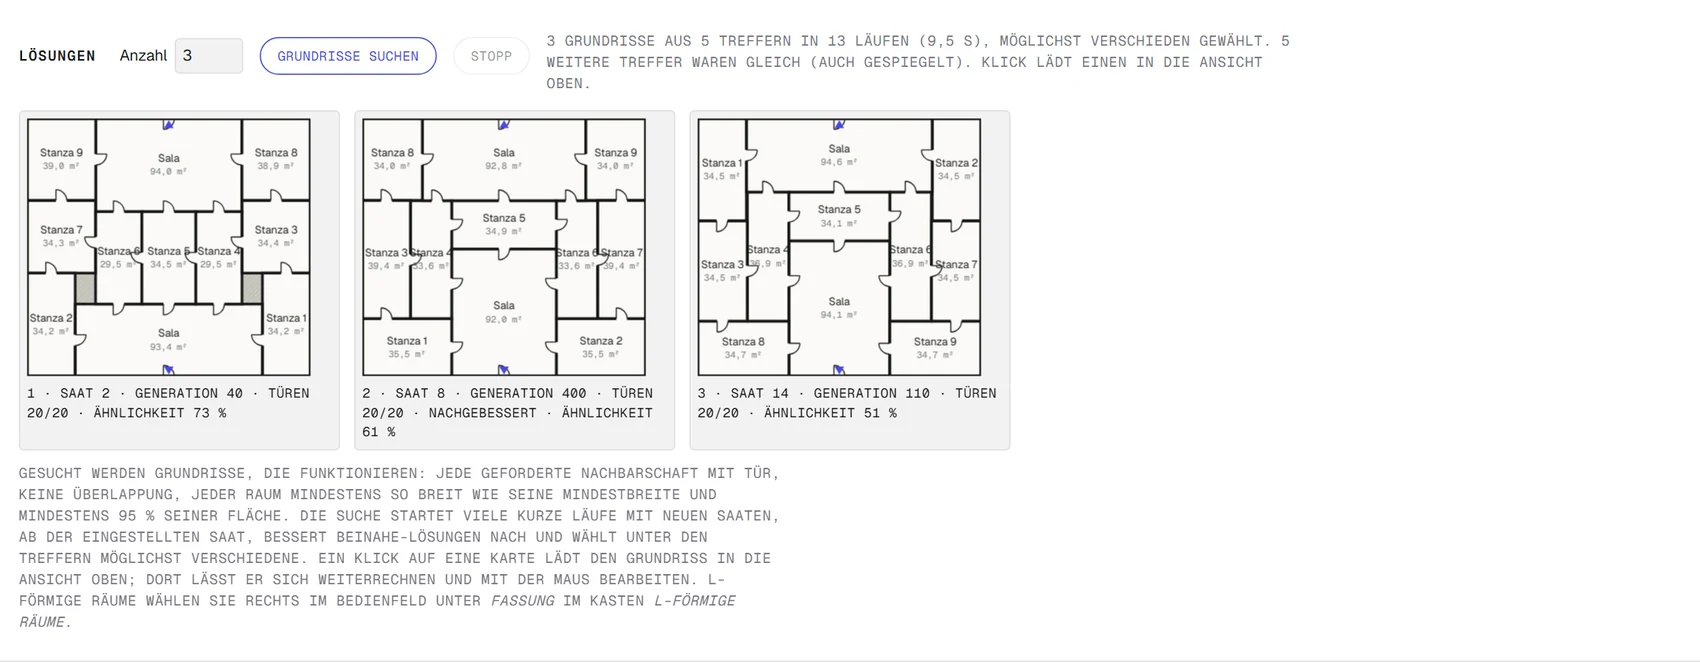 LÖSUNGEN Anzahl 3 GRUNDRISSE SUCHEN STOPP
3 GRUNDRISSE AUS 5 TREFFERN IN 13 LÄUFEN (9,5 S), MÖGLICHST VERSCHIEDEN GEWÄHLT. 5
WEITERE TREFFER WAREN GLEICH (AUCH GESPIEGELT). KLICK LÄDT EINEN IN DIE ANSICHT
OBEN.
Stanza 9
39,0 m²
Sala
94,0 m²
Stanza 8
38,9 m²
Stanza 7
34,3 m²
Stanza 6
29,5 m²
Stanza 5
34,5 m²
Stanza 4
29,5 m²
Stanza 3
34,4 m²
Stanza 2
34,2 m²
Sala
93,4 m²
Stanza 1
34,2 m²
1 · SAAT 2 · GENERATION 40 · TÜREN
20/20 · ÄHNLICHKEIT 73 %
Stanza 8
34,0 m²
Sala
92,8 m²
Stanza 9
34,0 m²
Stanza 5
34,9 m²
Stanza 3
39,4 m²
Stanza 4
33,6 m²
Stanza 6
33,6 m²
Stanza 7
39,4 m²
Sala
92,0 m²
Stanza 1
35,5 m²
Stanza 2
35,5 m²
2 · SAAT 8 · GENERATION 400 · TÜREN
20/20 · NACHGEBESSERT · ÄHNLICHKEIT
61 %
Stanza 1
34,5 m²
Sala
94,6 m²
Stanza 2
34,5 m²
Stanza 5
34,1 m²
Stanza 3
34,5 m²
Stanza 4
36,9 m²
Stanza 6
36,9 m²
Stanza 7
34,5 m²
Sala
94,1 m²
Stanza 8
34,7 m²
Stanza 9
34,7 m²
3 · SAAT 14 · GENERATION 110 · TÜREN
20/20 · ÄHNLICHKEIT 51 %
GESUCHT WERDEN GRUNDRISSE, DIE FUNKTIONIEREN: JEDE GEFORDERTE NACHBARSCHAFT MIT TÜR,
KEINE ÜBERLAPPUNG, JEDER RAUM MINDESTENS SO BREIT WIE SEINE MINDESTBREITE UND
MINDESTENS 95 % SEINER FLÄCHE. DIE SUCHE STARTET VIELE KURZE LÄUFE MIT NEUEN SAATEN,
AB DER EINGESTELLTEN SAAT, BESSERT BEINAHE-LÖSUNGEN NACH UND WÄHLT UNTER DEN
TREFFERN MÖGLICHST VERSCHIEDENE. EIN KLICK AUF EINE KARTE LÄDT DEN GRUNDRISS IN DIE
ANSICHT OBEN; DORT LÄSST ER SICH WEITERRECHNEN UND MIT DER MAUS BEARBEITEN. L-
FÖRMIGE RÄUME WÄHLEN SIE RECHTS IM BEDIENFELD UNTER FASSUNG IM KASTEN L-FÖRMIGE
RÄUME.